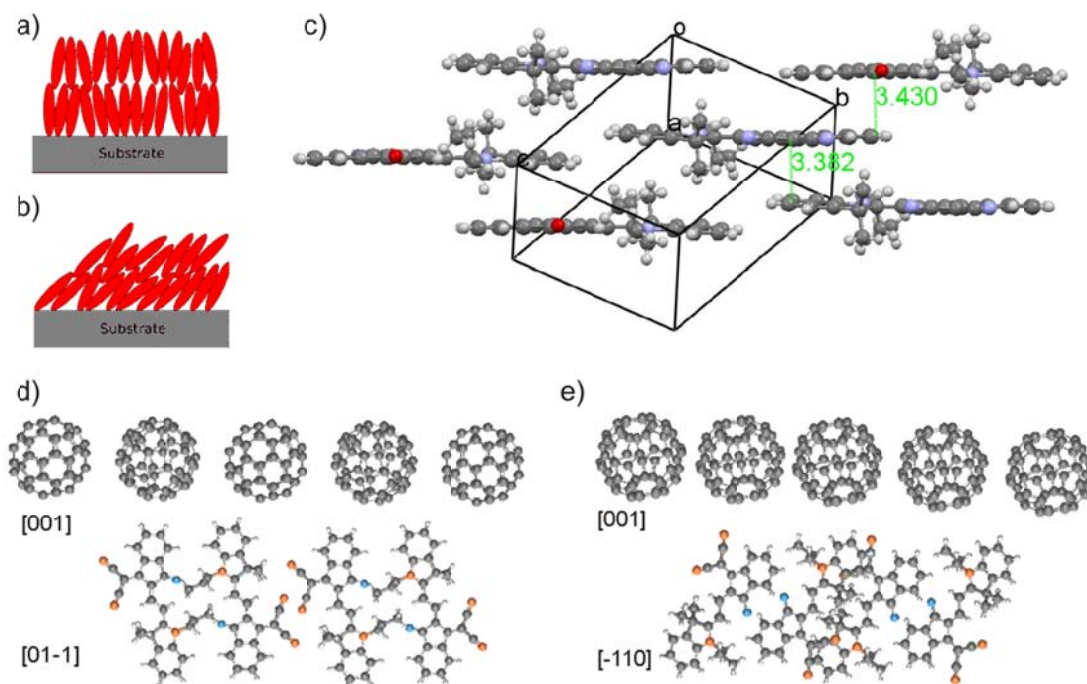 a)
Substrate
b)
Substrate
c)
o
b
a
c
3.430
3.382
d)
[001]
[01-1]
e)
[001]
[-110]